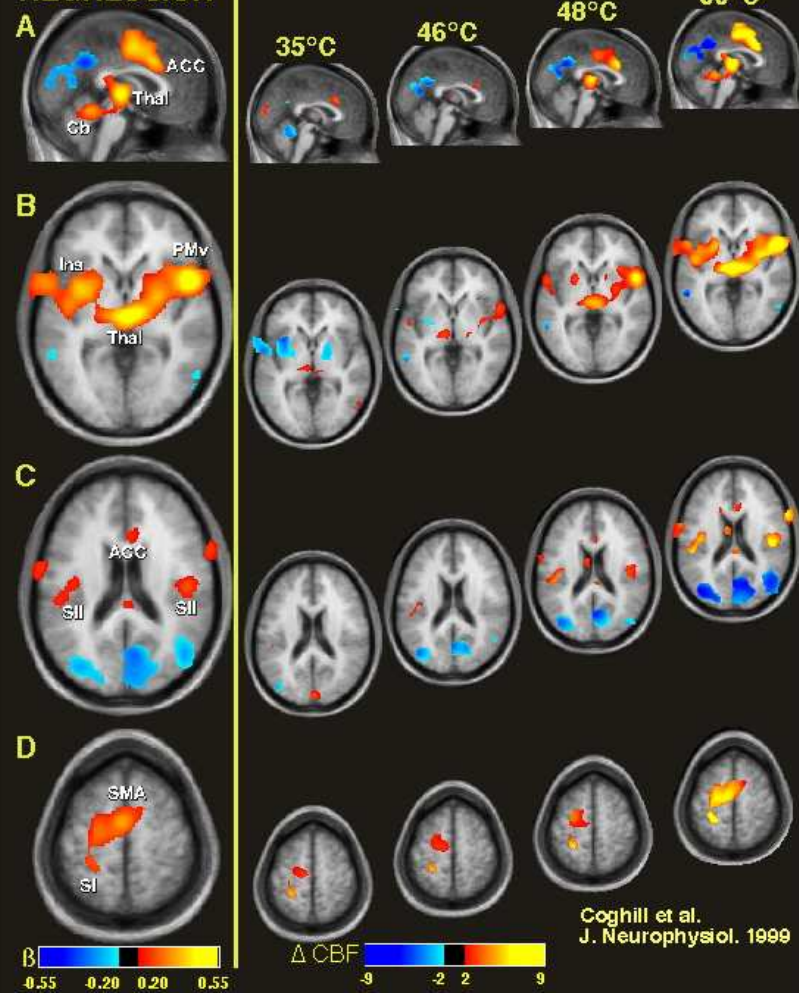 A
ACC
Thal
Cb
35°C
46°C
48°C
B
Ins
PMv
Thal
C
ACC
SII
SII
D
SMA
SI
Coghill et al.
J. Neurophysiol. 1999
ß
-0.55 -0.20 0.20 0.55
Δ CBF
-9 -2 2 9